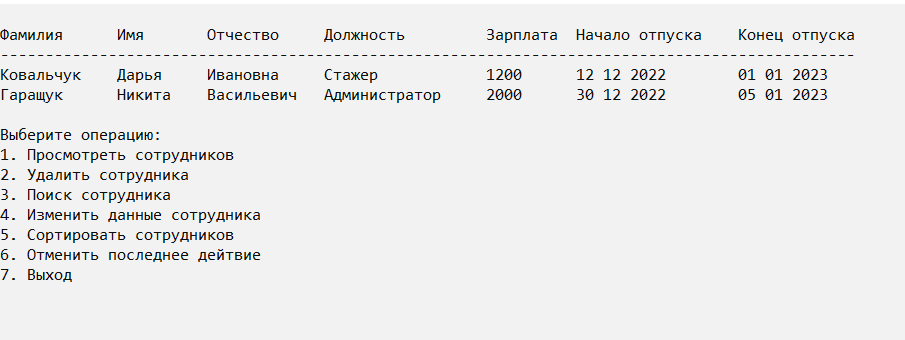 Фамилия Имя Отчество Должность Зарплата Начало отпуска Конец отпуска
-----------------------------------------------------------------------------------------------
Ковальчук Дарья Ивановна Стажер 1200 12 12 2022 01 01 2023
Гаращук Никита Васильевич Администратор 2000 30 12 2022 05 01 2023
Выберите операцию:
1. Просмотреть сотрудников
2. Удалить сотрудника
3. Поиск сотрудника
4. Изменить данные сотрудника
5. Сортировать сотрудников
6. Отменить последнее дейтвие
7. Выход